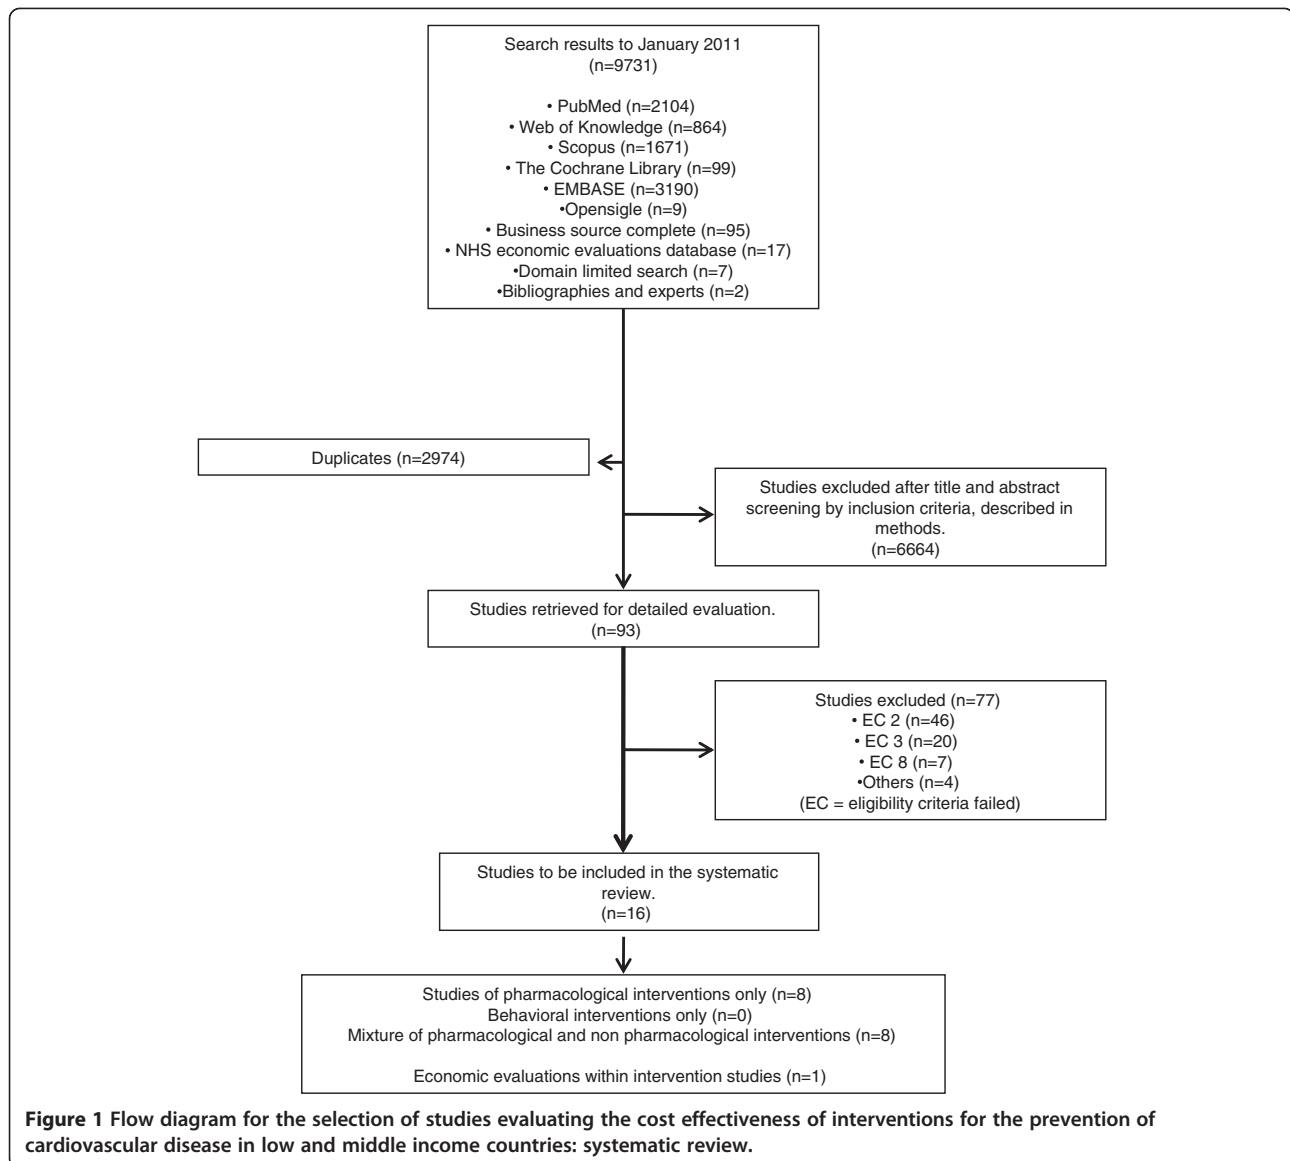 Search results to January 2011
(n=9731)
• PubMed (n=2104)
• Web of Knowledge (n=864)
• Scopus (n=1671)
• The Cochrane Library (n=99)
• EMBASE (n=3190)
•Opensigle (n=9)
• Business source complete (n=95)
• NHS economic evaluations database (n=17)
•Domain limited search (n=7)
•Bibliographies and experts (n=2)
Duplicates (n=2974)
Studies excluded after title and abstract
screening by inclusion criteria, described in
methods.
(n=6664)
Studies retrieved for detailed evaluation.
(n=93)
Studies excluded (n=77)
• EC 2 (n=46)
• EC 3 (n=20)
• EC 8 (n=7)
•Others (n=4)
(EC = eligibility criteria failed)
Studies to be included in the systematic
review.
(n=16)
Studies of pharmacological interventions only (n=8)
Behavioral interventions only (n=0)
Mixture of pharmacological and non pharmacological interventions (n=8)
Economic evaluations within intervention studies (n=1)
Figure 1 Flow diagram for the selection of studies evaluating the cost effectiveness of interventions for the prevention of
cardiovascular disease in low and middle income countries: systematic review.